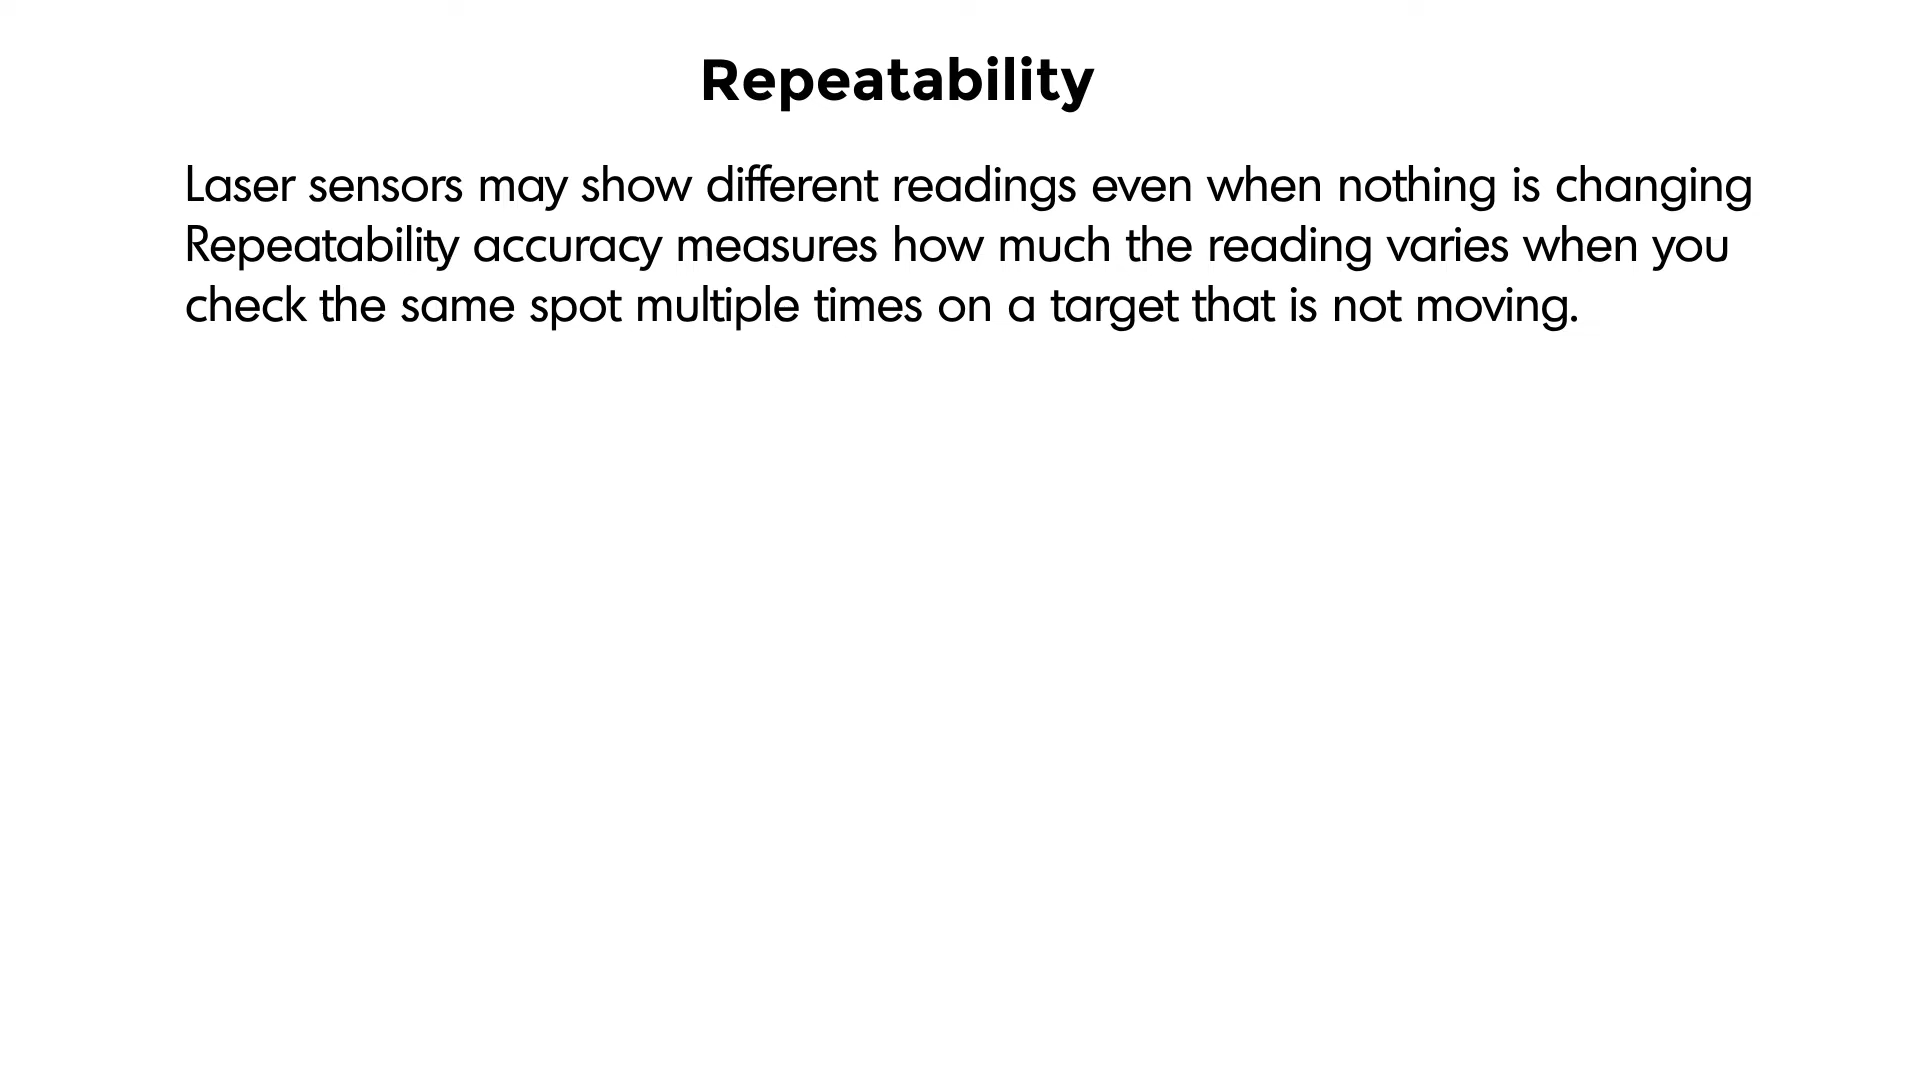 Repeatability
Laser sensors may show different readings even when nothing is changing
Repeatability accuracy measures how much the reading varies when you
check the same spot multiple times on a target that is not moving.